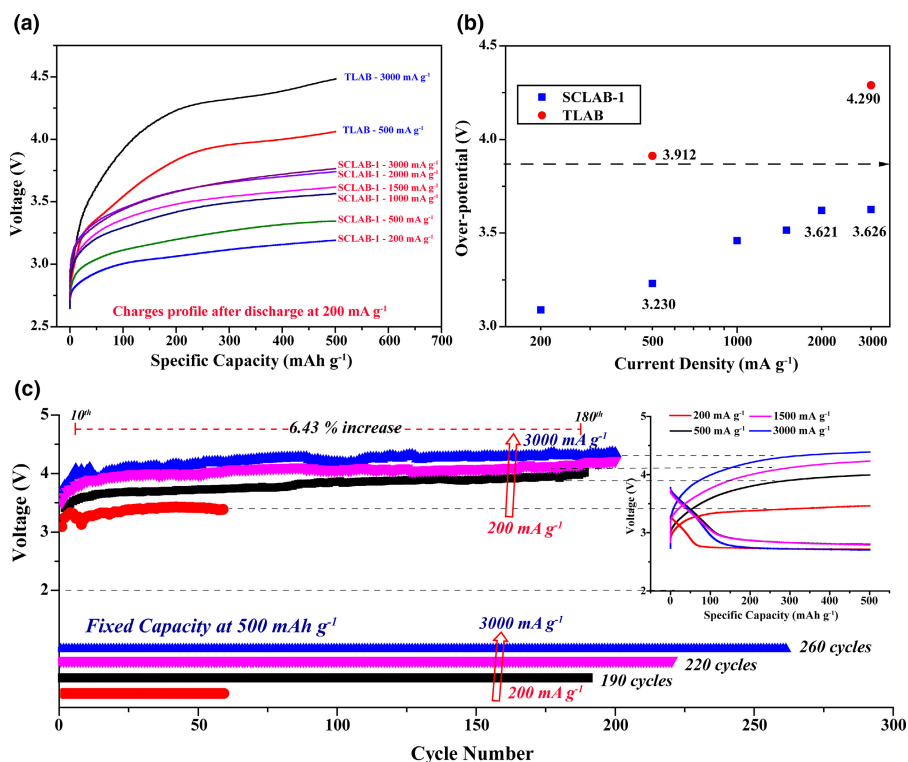 (a)
5.0
4.5
4.0
3.5
3.0
2.5
Voltage (V)
TLAB - 3000 mA g⁻¹
TLAB - 500 mA g⁻¹
SCLAB-1 - 3000 mA g⁻¹
SCLAB-1 - 2000 mA g⁻¹
SCLAB-1 - 1500 mA g⁻¹
SCLAB-1 - 1000 mA g⁻¹
SCLAB-1 - 500 mA g⁻¹
SCLAB-1 - 200 mA g⁻¹
Charges profile after discharge at 200 mA g⁻¹
0 100 200 300 400 500 600 700
Specific Capacity (mAh g⁻¹)
(b)
4.5
4.0
3.5
3.0
Over-potential (V)
SCLAB-1
TLAB
4.290
3.912
3.621
3.626
3.230
200 500 1000 2000 3000
Current Density (mA g⁻¹)
(c)
5
4
3
2
Voltage (V)
10th
180th
6.43 % increase
3000 mA g⁻¹
200 mA g⁻¹
Fixed Capacity at 500 mAh g⁻¹
3000 mA g⁻¹
260 cycles
220 cycles
190 cycles
200 mA g⁻¹
0 50 100 150 200 250 300
Cycle Number
200 mA g⁻¹ 1500 mA g⁻¹
500 mA g⁻¹ 3000 mA g⁻¹
5
4
3
2
1
Voltage (V)
0 100 200 300 400 500
Specific Capacity (mAh g⁻¹)